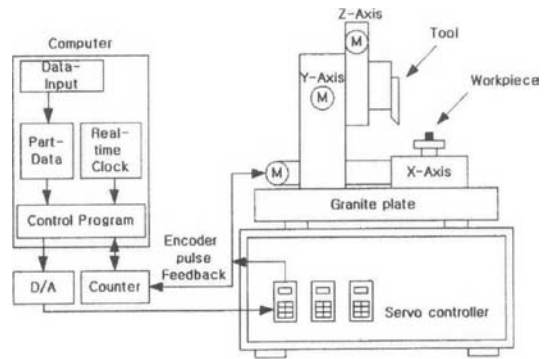 Computer
Data-
Input
Part-
Data
Real-
time
Clock
Control Program
D/A
Counter
Encoder
pulse
Feedback
Z-Axis
M
Y-Axis
M
Tool
Workpiece
M
X-Axis
Granite plate
Servo controller